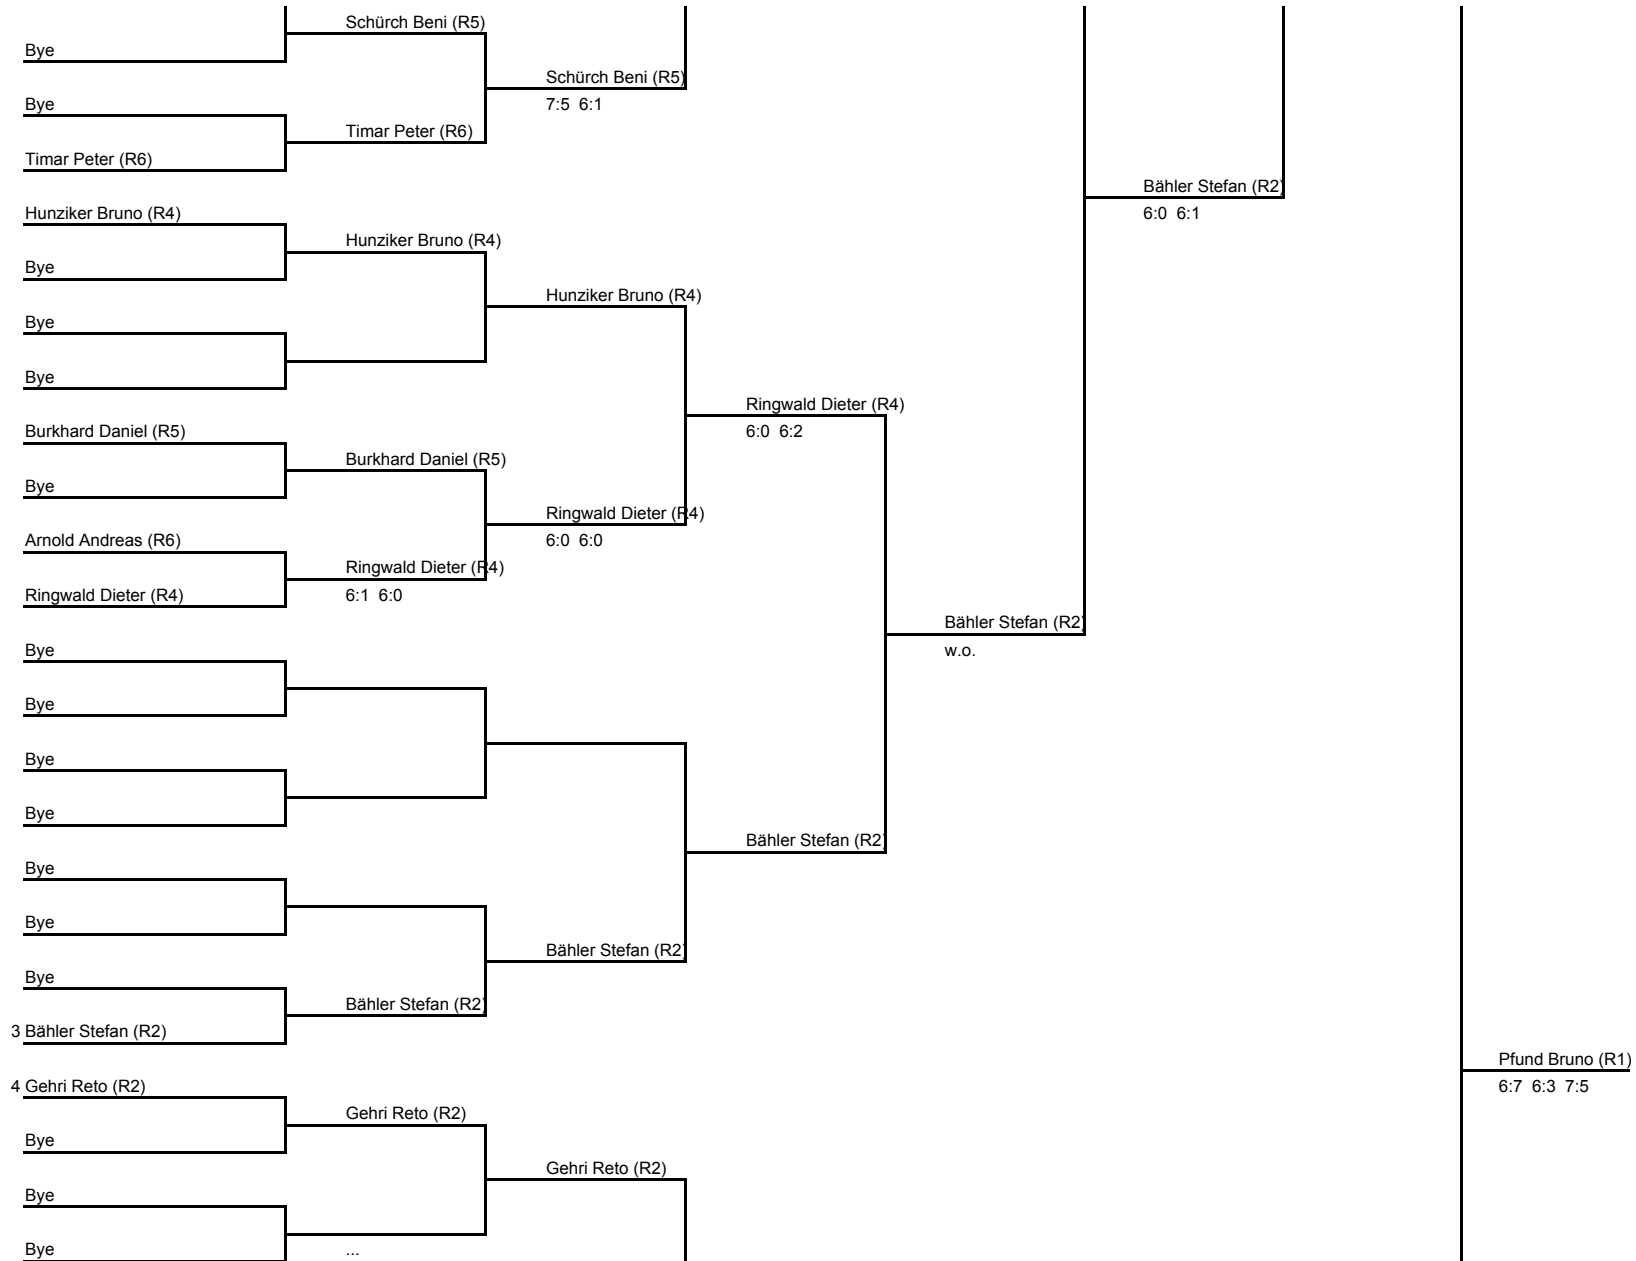 Schürch Beni (R5)
Bye
Schürch Beni (R5)
Bye
7:5 6:1
Timar Peter (R6)
Timar Peter (R6)
Bähler Stefan (R2)
Hunziker Bruno (R4)
6:0 6:1
Hunziker Bruno (R4)
Bye
Hunziker Bruno (R4)
Bye
Bye
Ringwald Dieter (R4)
Burkhard Daniel (R5)
6:0 6:2
Burkhard Daniel (R5)
Bye
Ringwald Dieter (R4)
Arnold Andreas (R6)
6:0 6:0
Ringwald Dieter (R4)
Ringwald Dieter (R4)
6:1 6:0
Bähler Stefan (R2)
Bye
w.o.
Bye
Bye
Bye
Bähler Stefan (R2)
Bye
Bye
Bähler Stefan (R2)
Bye
Bähler Stefan (R2)
3 Bähler Stefan (R2)
Pfund Bruno (R1)
4 Gehri Reto (R2)
6:7 6:3 7:5
Gehri Reto (R2)
Bye
Gehri Reto (R2)
Bye
Bye
...